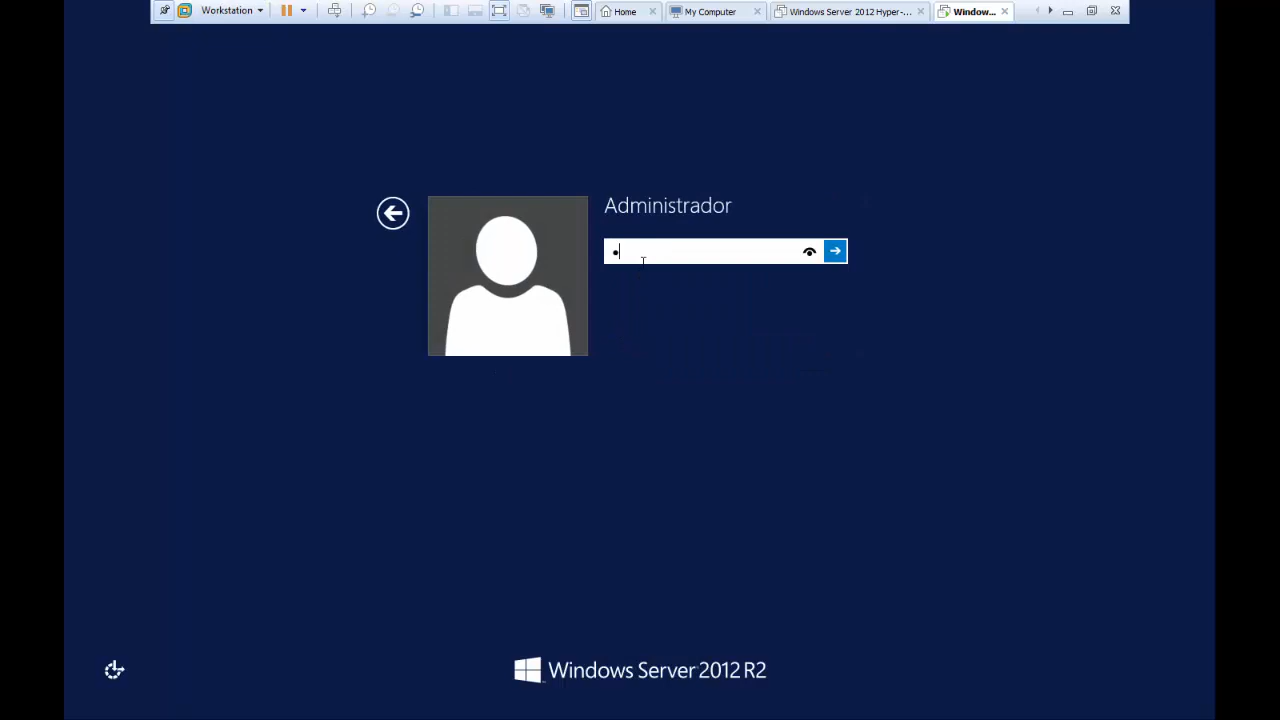 Workstation Home My Computer Windows Server 2012 Hyper-... Window...
Administrador
Windows Server 2012 R2